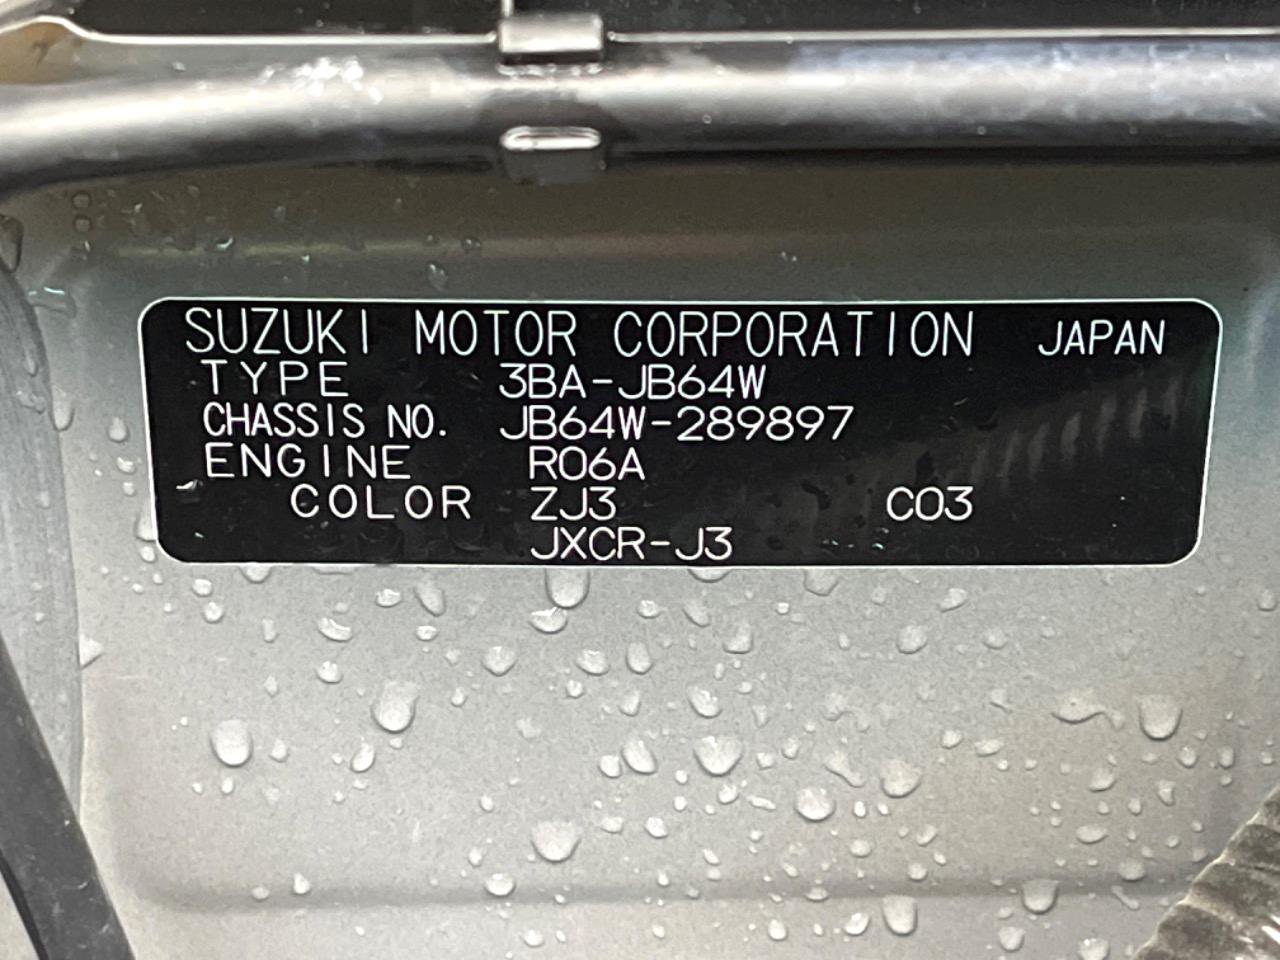 SUZUKI MOTOR CORPORATION JAPAN
TYPE 3BA-JB64W
CHASSIS NO. JB64W-289897
ENGINE R06A
COLOR ZJ3 C03
JXCR-J3